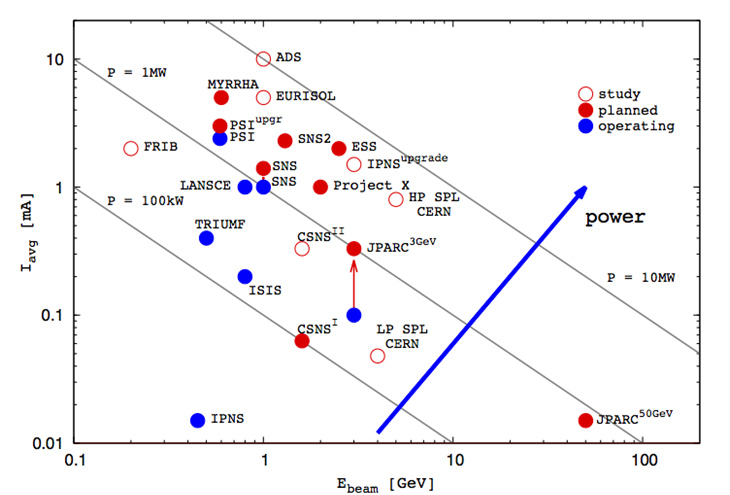 10
1
0.1
0.01
0.1
1
10
100
I_avg [mA]
E_beam [GeV]
P = 1MW
P = 100kW
P = 10MW
power
study
planned
operating
ADS
MYRRHA
EURISOL
PSI^upgr
PSI
FRIB
SNS2
ESS
IPNS^upgrade
SNS
SNS
LANSCE
Project X
HP SPL
CERN
TRIUMF
CSNS^II
JPARC^3GeV
ISIS
CSNS^I
LP SPL
CERN
IPNS
JPARC^50GeV